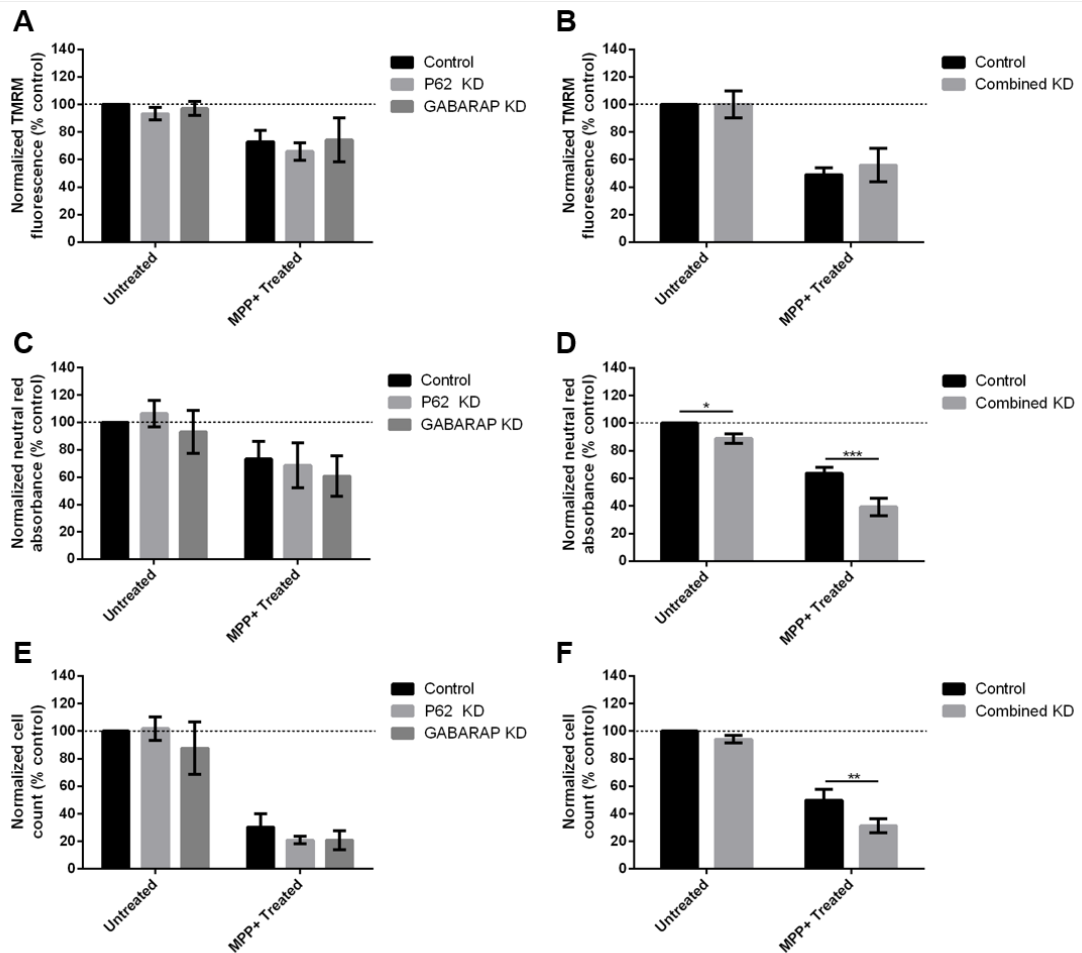 A
Normalized TMRM
fluorescence (% control)
140
120
100
80
60
40
20
0
Untreated
MPP+ Treated
Control
P62 KD
GABARAP KD
B
Normalized TMRM
fluorescence (% control)
140
120
100
80
60
40
20
0
Untreated
MPP+ Treated
Control
Combined KD
C
Normalized neutral red
absorbance (% control)
140
120
100
80
60
40
20
0
Untreated
MPP+ Treated
Control
P62 KD
GABARAP KD
D
Normalized neutral red
absorbance (% control)
140
120
100
80
60
40
20
0
*
***
Untreated
MPP+ Treated
Control
Combined KD
E
Normalized cell
count (% control)
140
120
100
80
60
40
20
0
Untreated
MPP+ Treated
Control
P62 KD
GABARAP KD
F
Normalized cell
count (% control)
140
120
100
80
60
40
20
0
**
Untreated
MPP+ Treated
Control
Combined KD